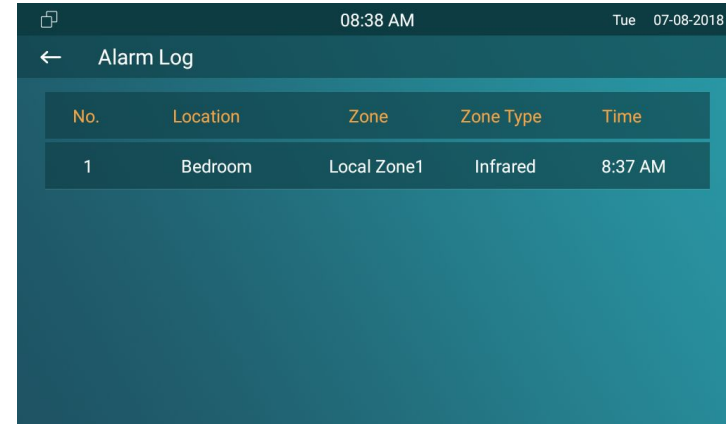 08:38 AM Tue 07-08-2018
Alarm Log
No. Location Zone Zone Type Time
1 Bedroom Local Zone1 Infrared 8:37 AM